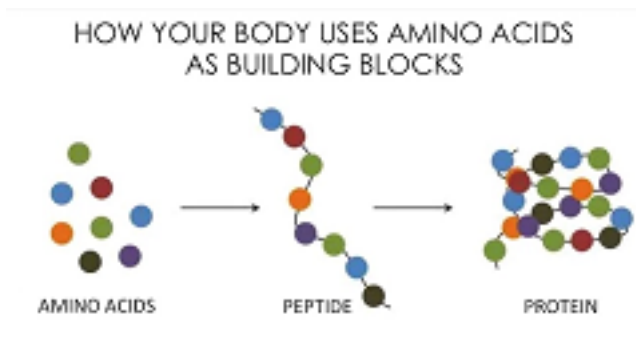 HOW YOUR BODY USES AMINO ACIDS
AS BUILDING BLOCKS
AMINO ACIDS
PEPTIDE
PROTEIN